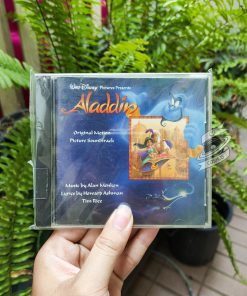 Walt Disney Pictures Presents
Aladdin
Original Motion
Picture Soundtrack
Music by Alan Menken
Lyrics by Howard Ashman
Tim Rice